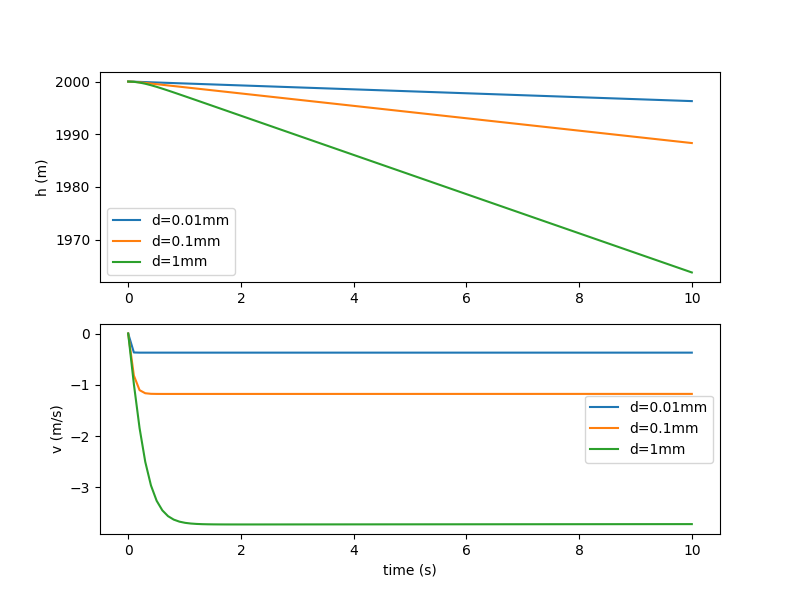 2000
1990
1980
1970
h (m)
d=0.01mm
d=0.1mm
d=1mm
0 2 4 6 8 10
0
−1
−2
−3
v (m/s)
d=0.01mm
d=0.1mm
d=1mm
0 2 4 6 8 10
time (s)